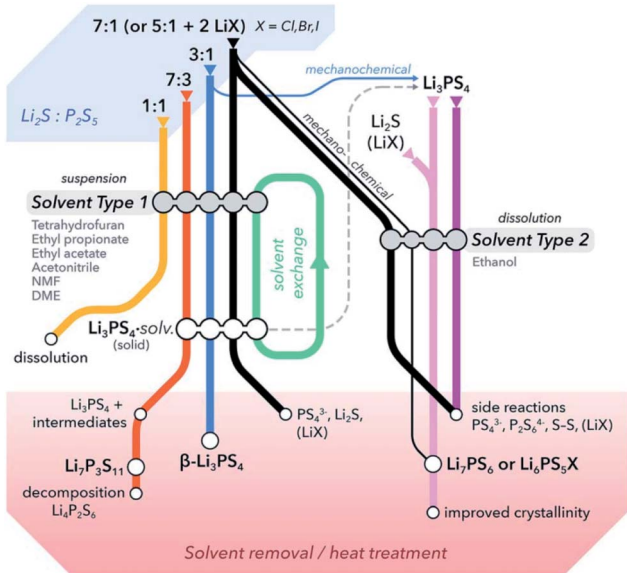 7:1 (or 5:1 + 2 LiX) X = Cl,Br,I
3:1
7:3
1:1
Li₂S : P₂S₅
mechanochemical
Li₃PS₄
Li₂S
(LiX)
mechano-
chemical
suspension
Solvent Type 1
Tetrahydrofuran
Ethyl propionate
Ethyl acetate
Acetonitrile
NMF
DME
solvent
exchange
dissolution
Solvent Type 2
Ethanol
Li₃PS₄·solv.
(solid)
dissolution
Li₃PS₄ +
intermediates
PS₄³⁻, Li₂S,
(LiX)
side reactions
PS₄³⁻, P₂S₆⁴⁻, S–S, (LiX)
Li₇P₃S₁₁
β-Li₃PS₄
Li₇PS₆ or Li₆PS₅X
decomposition
Li₄P₂S₆
improved crystallinity
Solvent removal / heat treatment